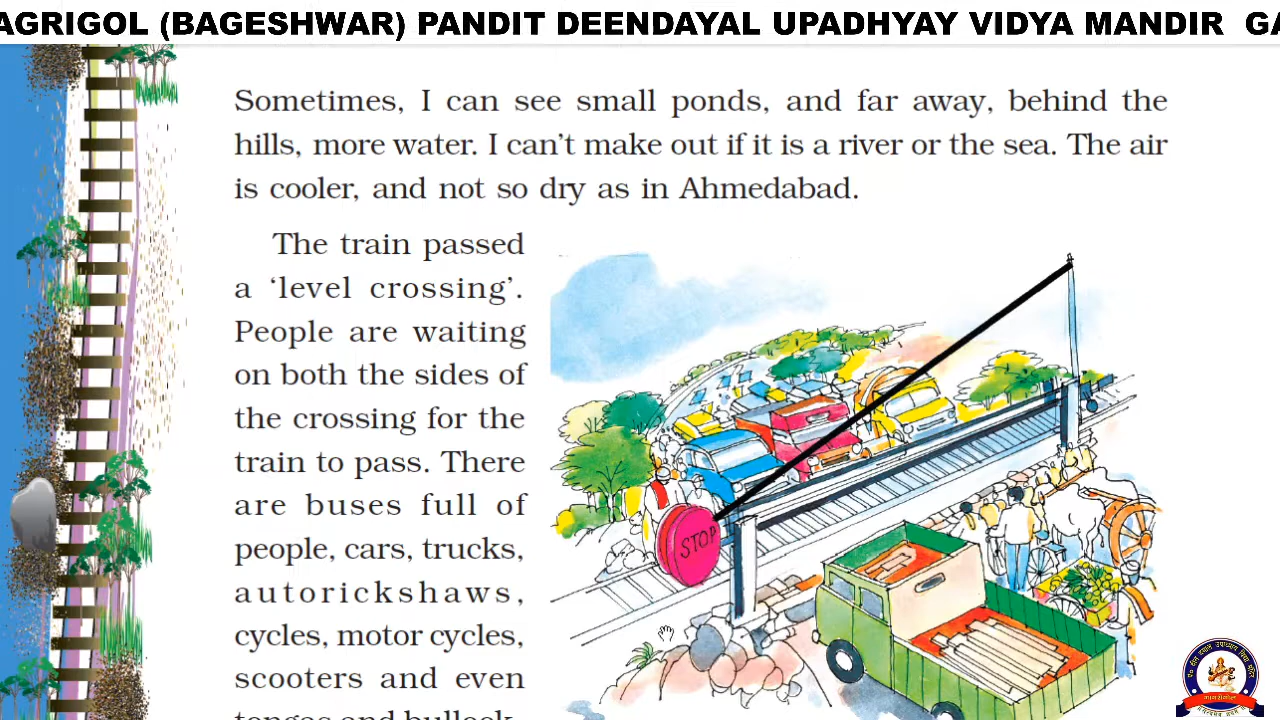 AGRIGOL (BAGESHWAR) PANDIT DEENDAYAL UPADHYAY VIDYA MANDIR GA
Sometimes, I can see small ponds, and far away, behind the
hills, more water. I can't make out if it is a river or the sea. The air
is cooler, and not so dry as in Ahmedabad.
The train passed
a 'level crossing'.
People are waiting
on both the sides of
the crossing for the
train to pass. There
are buses full of
people, cars, trucks,
autorickshaws,
cycles, motor cycles,
scooters and even
tongas and bullock
STOP